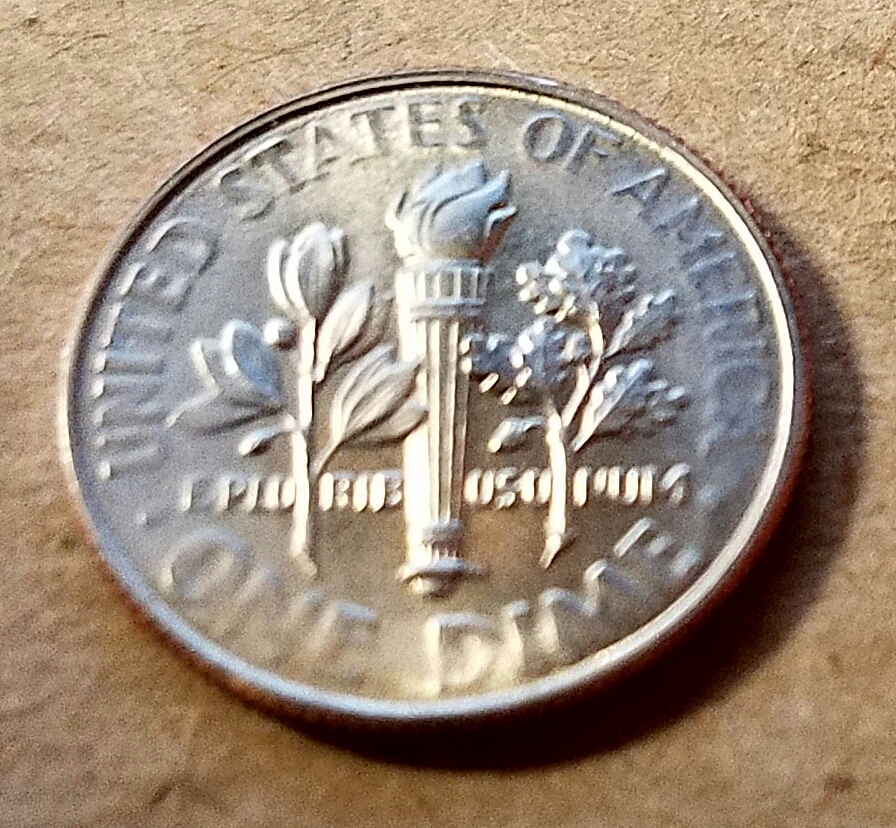 UNITED STATES OF AMERICA
E PLURIBUS UNUM
ONE DIME